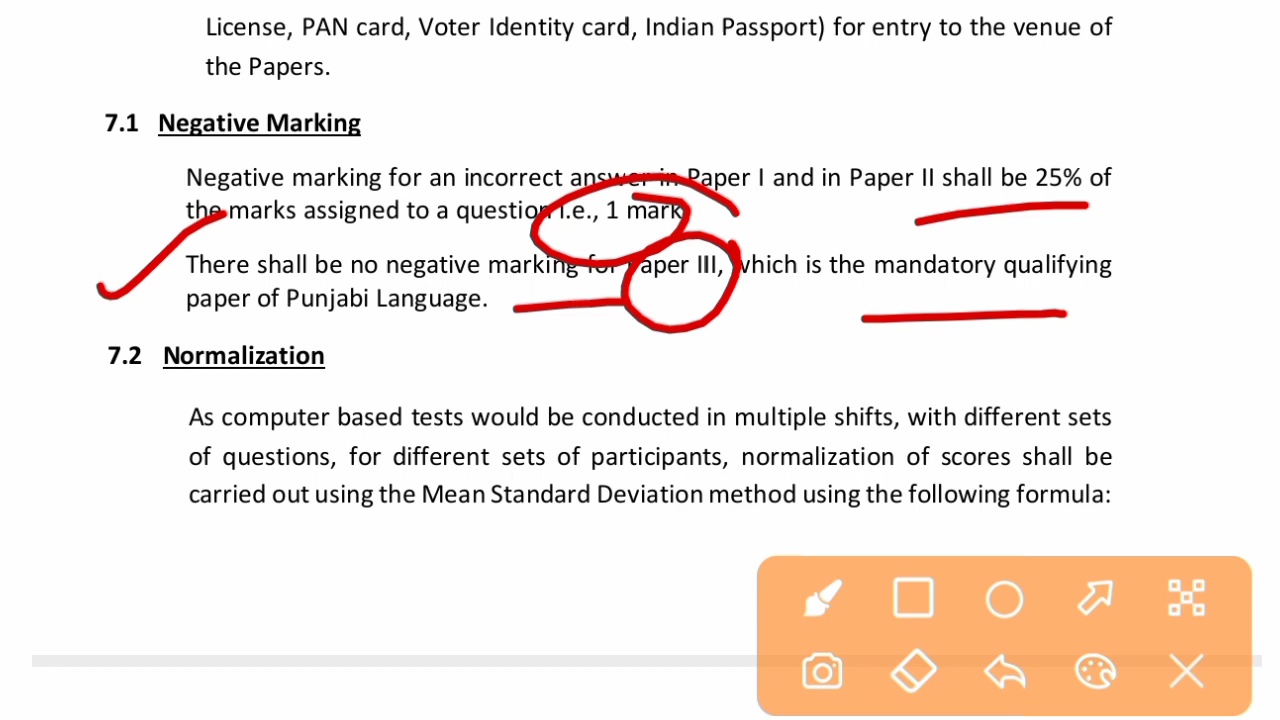 License, PAN card, Voter Identity card, Indian Passport) for entry to the venue of
the Papers.
7.1 Negative Marking
Negative marking for an incorrect answer in Paper I and in Paper II shall be 25% of
the marks assigned to a question i.e., 1 mark
There shall be no negative marking for Paper III, which is the mandatory qualifying
paper of Punjabi Language.
7.2 Normalization
As computer based tests would be conducted in multiple shifts, with different sets
of questions, for different sets of participants, normalization of scores shall be
carried out using the Mean Standard Deviation method using the following formula: